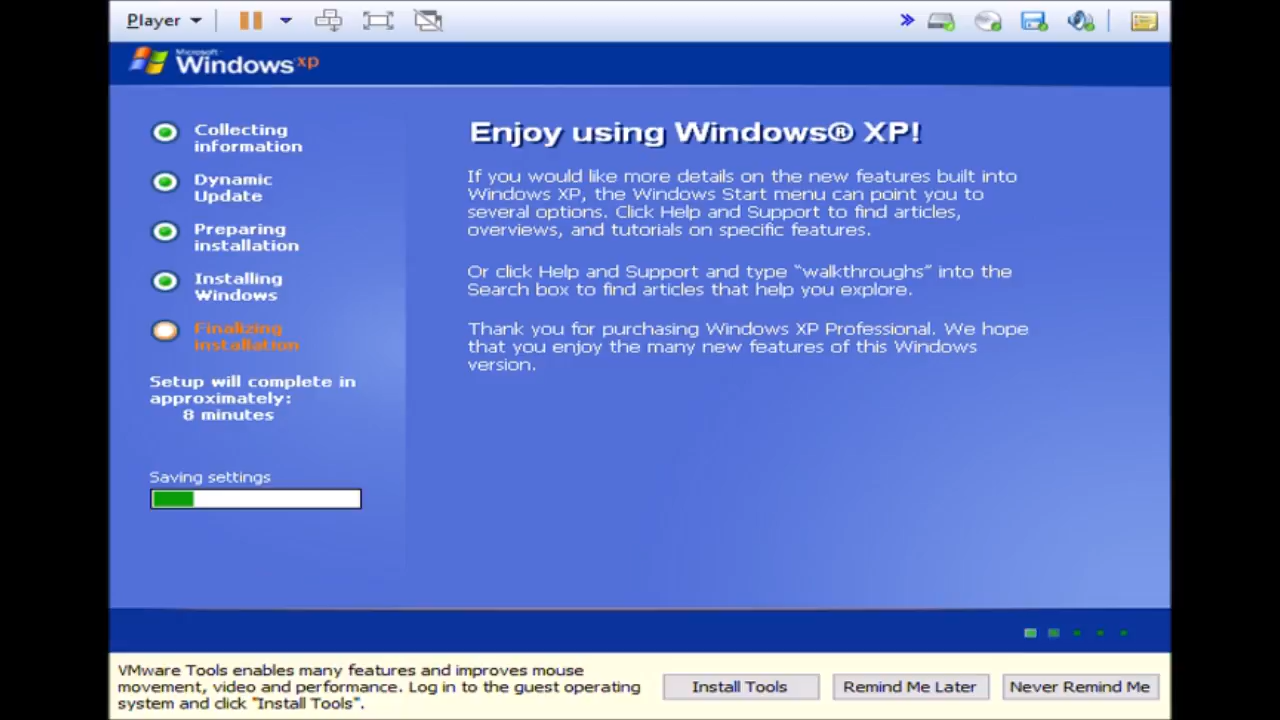 Player
Microsoft
Windows xp
Collecting
information
Dynamic
Update
Preparing
installation
Installing
Windows
Finalizing
installation
Setup will complete in
approximately:
8 minutes
Saving settings
Enjoy using Windows® XP!
If you would like more details on the new features built into
Windows XP, the Windows Start menu can point you to
several options. Click Help and Support to find articles,
overviews, and tutorials on specific features.
Or click Help and Support and type “walkthroughs” into the
Search box to find articles that help you explore.
Thank you for purchasing Windows XP Professional. We hope
that you enjoy the many new features of this Windows
version.
VMware Tools enables many features and improves mouse
movement, video and performance. Log in to the guest operating
system and click "Install Tools".
Install Tools
Remind Me Later
Never Remind Me